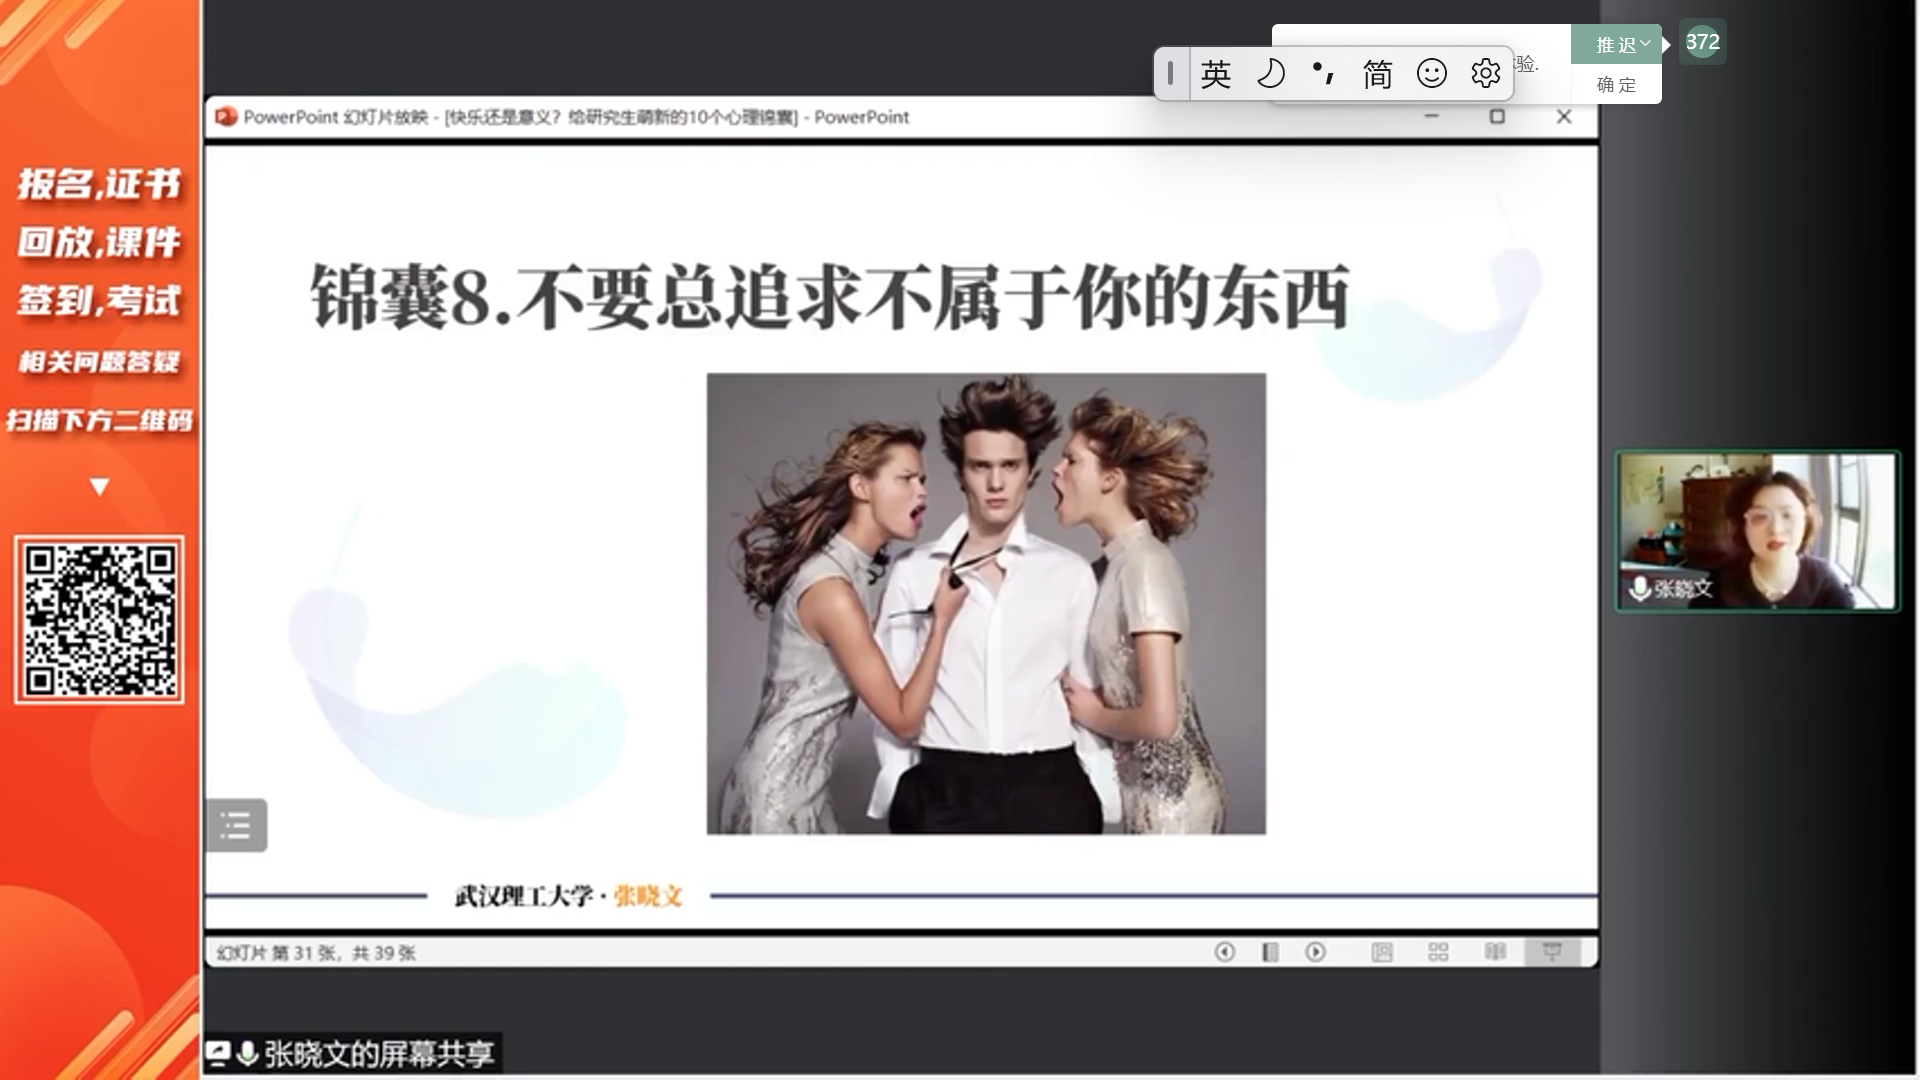 报名,证书
回放,课件
签到,考试
相关问题答疑
扫描下方二维码
英 简
验.
推迟
确定
372
PowerPoint 幻灯片放映 - [快乐还是意义？给研究生萌新的10个心理锦囊] - PowerPoint
锦囊8.不要总追求不属于你的东西
张晓文
武汉理工大学 · 张晓文
幻灯片 第 31 张，共 39 张
张晓文的屏幕共享